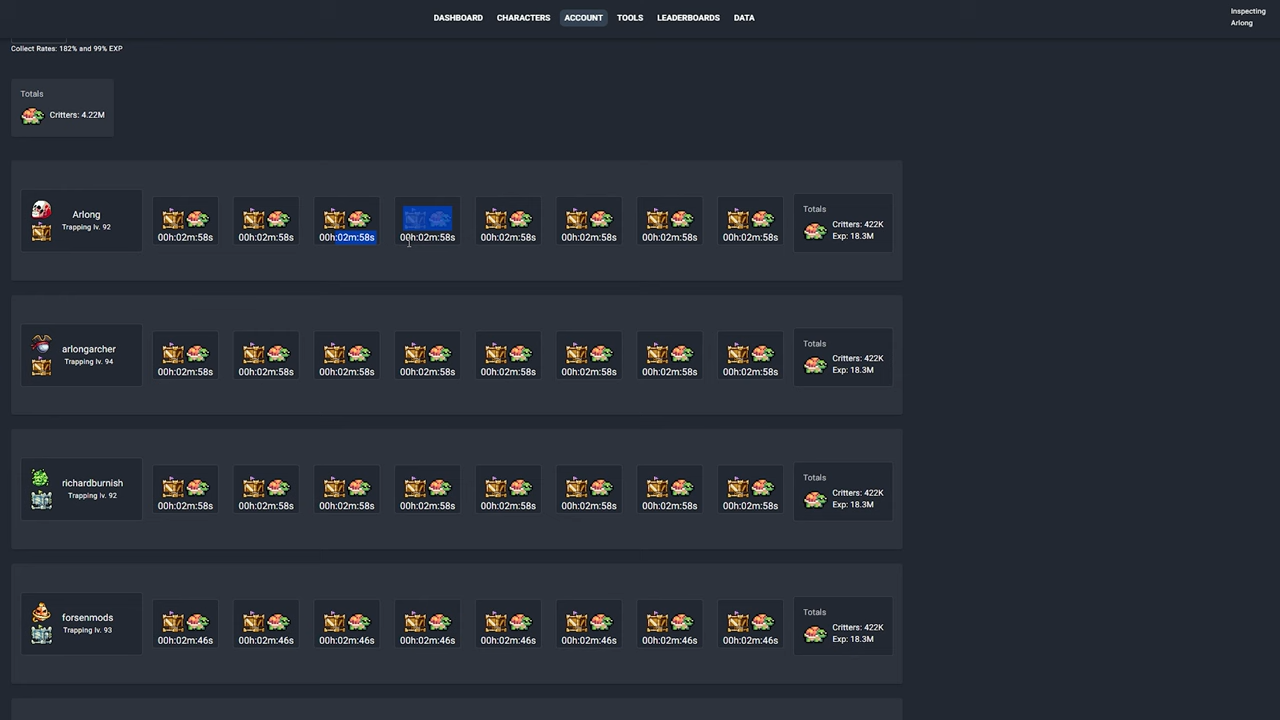 DASHBOARD CHARACTERS ACCOUNT TOOLS LEADERBOARDS DATA
Inspecting
Arlong
Collect Rates: 182% and 99% EXP
Totals
Critters: 4.22M
Arlong
Trapping lv. 92
00h:02m:58s 00h:02m:58s 00h:02m:58s 00h:02m:58s 00h:02m:58s 00h:02m:58s 00h:02m:58s 00h:02m:58s
Totals
Critters: 422K
Exp: 18.3M
arlongarcher
Trapping lv. 94
00h:02m:58s 00h:02m:58s 00h:02m:58s 00h:02m:58s 00h:02m:58s 00h:02m:58s 00h:02m:58s 00h:02m:58s
Totals
Critters: 422K
Exp: 18.3M
richardburnish
Trapping lv. 92
00h:02m:58s 00h:02m:58s 00h:02m:58s 00h:02m:58s 00h:02m:58s 00h:02m:58s 00h:02m:58s 00h:02m:58s
Totals
Critters: 422K
Exp: 18.3M
forsenmods
Trapping lv. 93
00h:02m:46s 00h:02m:46s 00h:02m:46s 00h:02m:46s 00h:02m:46s 00h:02m:46s 00h:02m:46s 00h:02m:46s
Totals
Critters: 422K
Exp: 18.3M